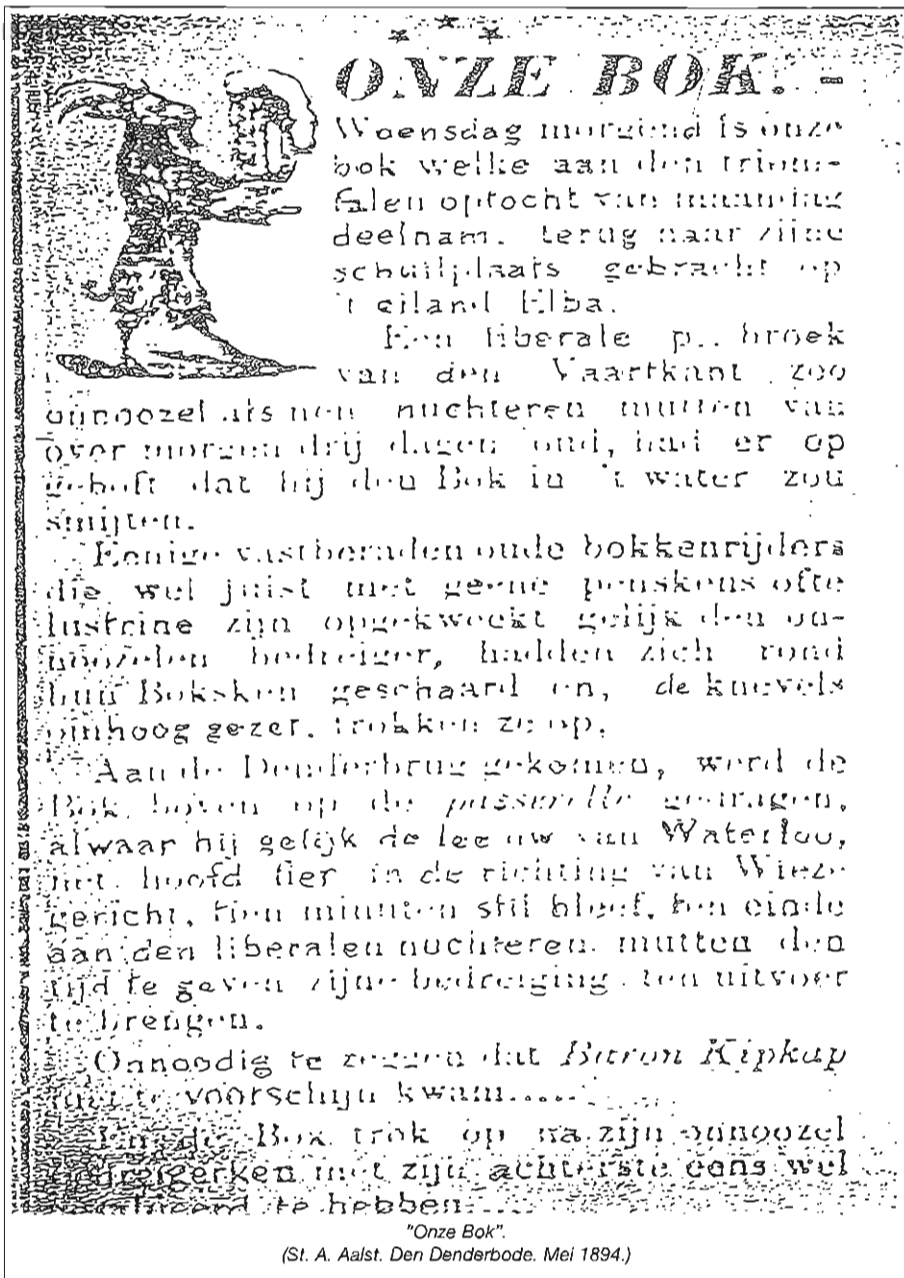 ONZE BOK. -
Woensdag morgend is onze
bok welke aan den triom-
falen optocht van maandag
deelnam, terug naar zijne
schuilplaats gebracht op
't eiland Elba.
Een liberale p.. broek
van den Vaartkant zoo
onnoozel als nen nuchteren mutten van
over morgen drij dagen oud, had er op
geboft dat hij den Bok in 't water zou
smijten.
Eenige vastberaden oude bokkenrijders
die wel juist met geene penskens ofte
lustrine zijn opgekweekt gelijk den on-
noozelen bedreiger, hadden zich rond
hun Boksken geschaard en, de knevels
omhoog gezet, trokken ze op.
Aan de Denderbrug gekomen, werd de
Bok boven op de passerelle gedragen,
alwaar hij gelijk de leeuw van Waterloo,
het hoofd fier in de richting van Wieze
gericht, tien minuten stil bleef, ten einde
aan den liberalen nuchteren mutten den
tijd te geven zijne bedreiging ten uitvoer
te brengen.
Onnoodig te zeggen dat Baron Kipkap
niet te voorschijn kwam.....
En de Bok trok op na zijn onnoozel
met zijn achterste eens wel
te hebben.
"Onze Bok".
(St. A. Aalst. Den Denderbode. Mei 1894.)